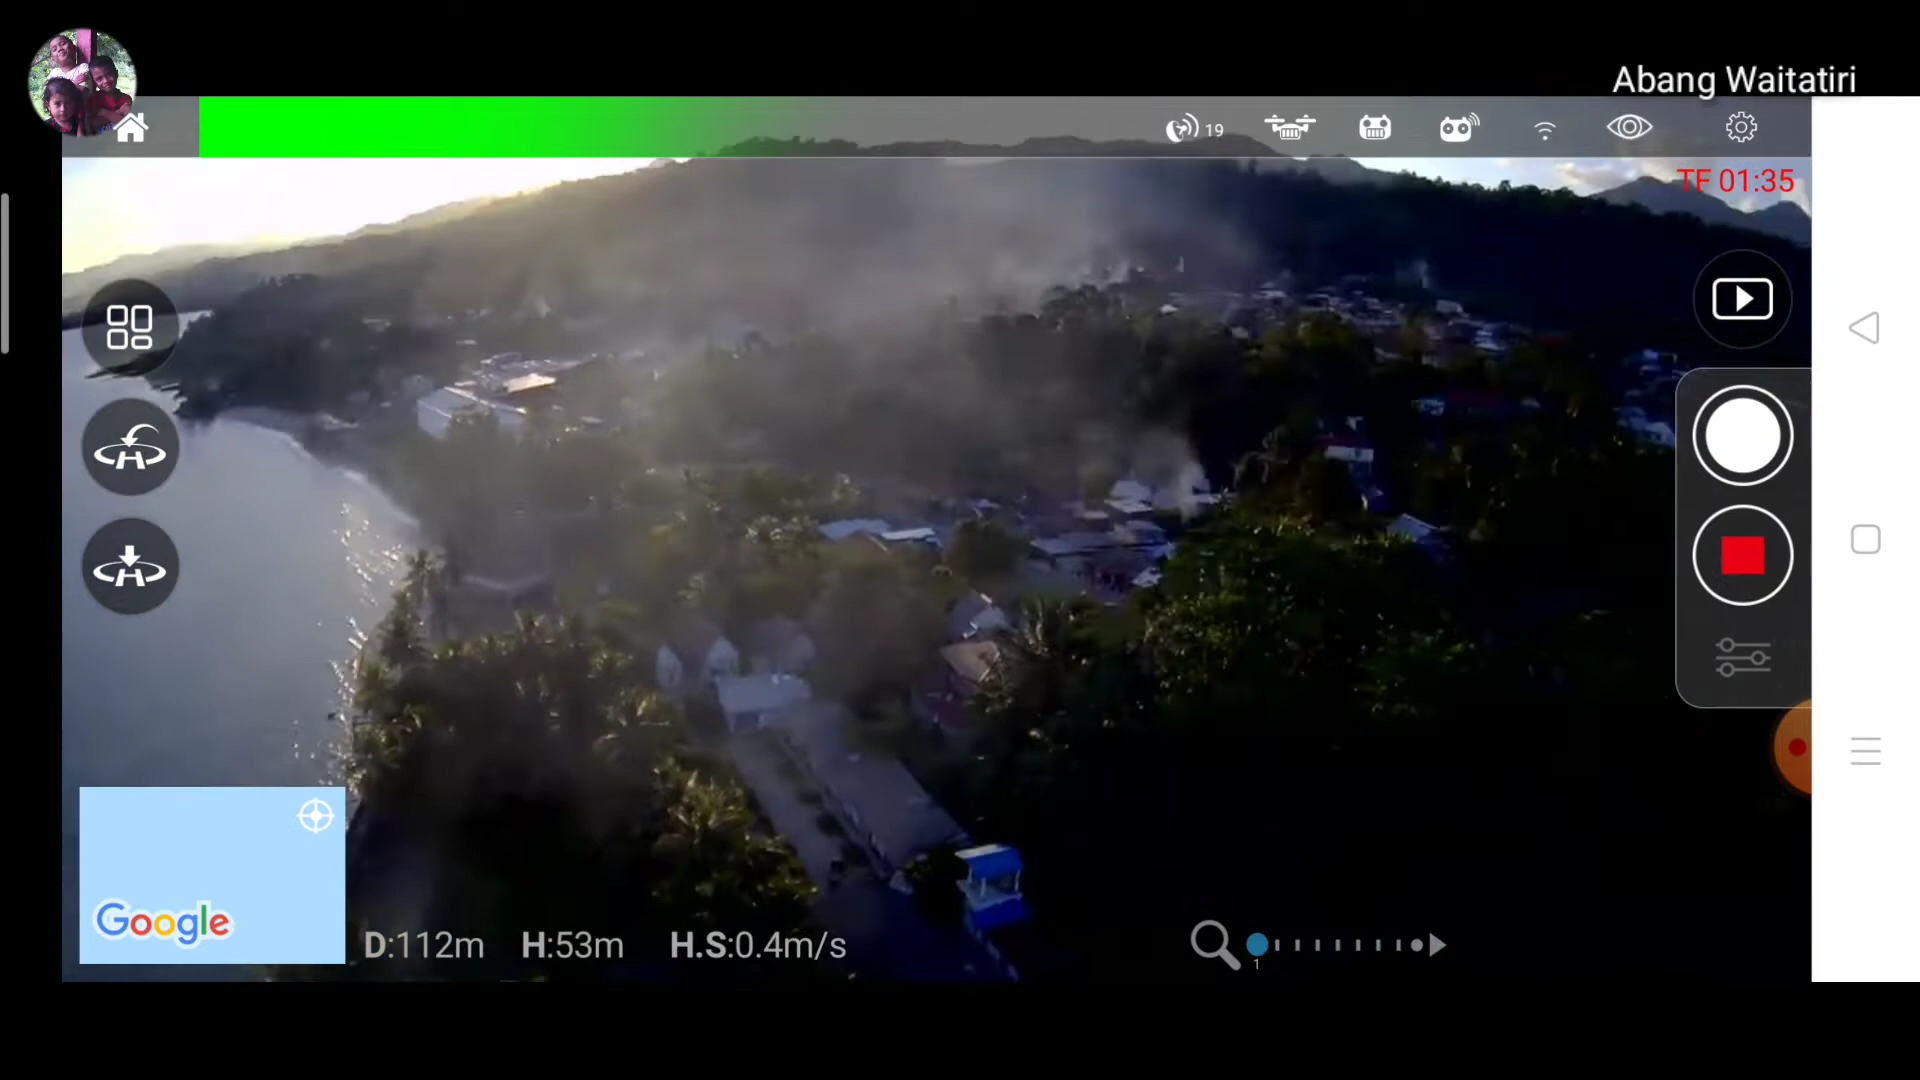 Abang Waitatiri
19
TF 01:35
Google
D:112m H:53m H.S:0.4m/s
1